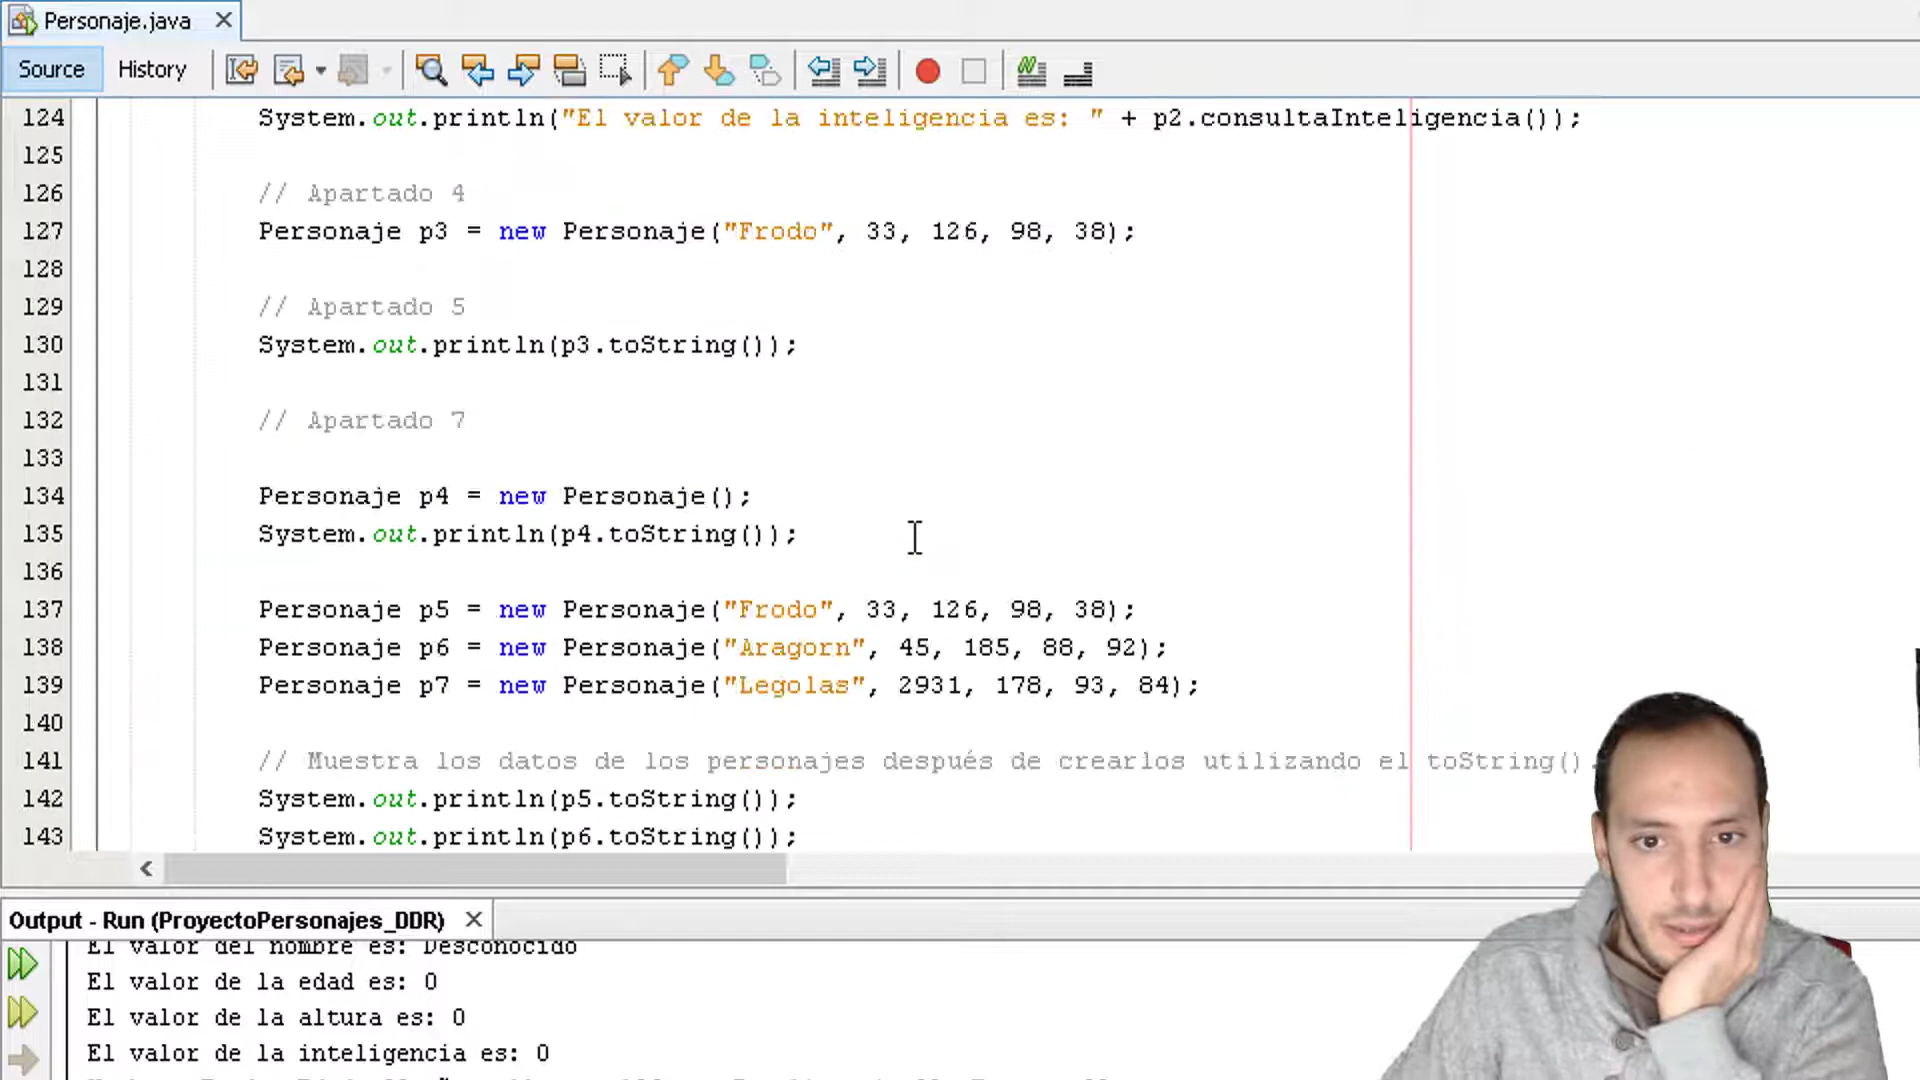 Personaje.java
Source History
124 System.out.println("El valor de la inteligencia es: " + p2.consultaInteligencia());
125
126 // Apartado 4
127 Personaje p3 = new Personaje("Frodo", 33, 126, 98, 38);
128
129 // Apartado 5
130 System.out.println(p3.toString());
131
132 // Apartado 7
133
134 Personaje p4 = new Personaje();
135 System.out.println(p4.toString());
136
137 Personaje p5 = new Personaje("Frodo", 33, 126, 98, 38);
138 Personaje p6 = new Personaje("Aragorn", 45, 185, 88, 92);
139 Personaje p7 = new Personaje("Legolas", 2931, 178, 93, 84);
140
141 // Muestra los datos de los personajes después de crearlos utilizando el toString().
142 System.out.println(p5.toString());
143 System.out.println(p6.toString());
Output - Run (ProyectoPersonajes_DDR)
El valor del nombre es: Desconocido
El valor de la edad es: 0
El valor de la altura es: 0
El valor de la inteligencia es: 0